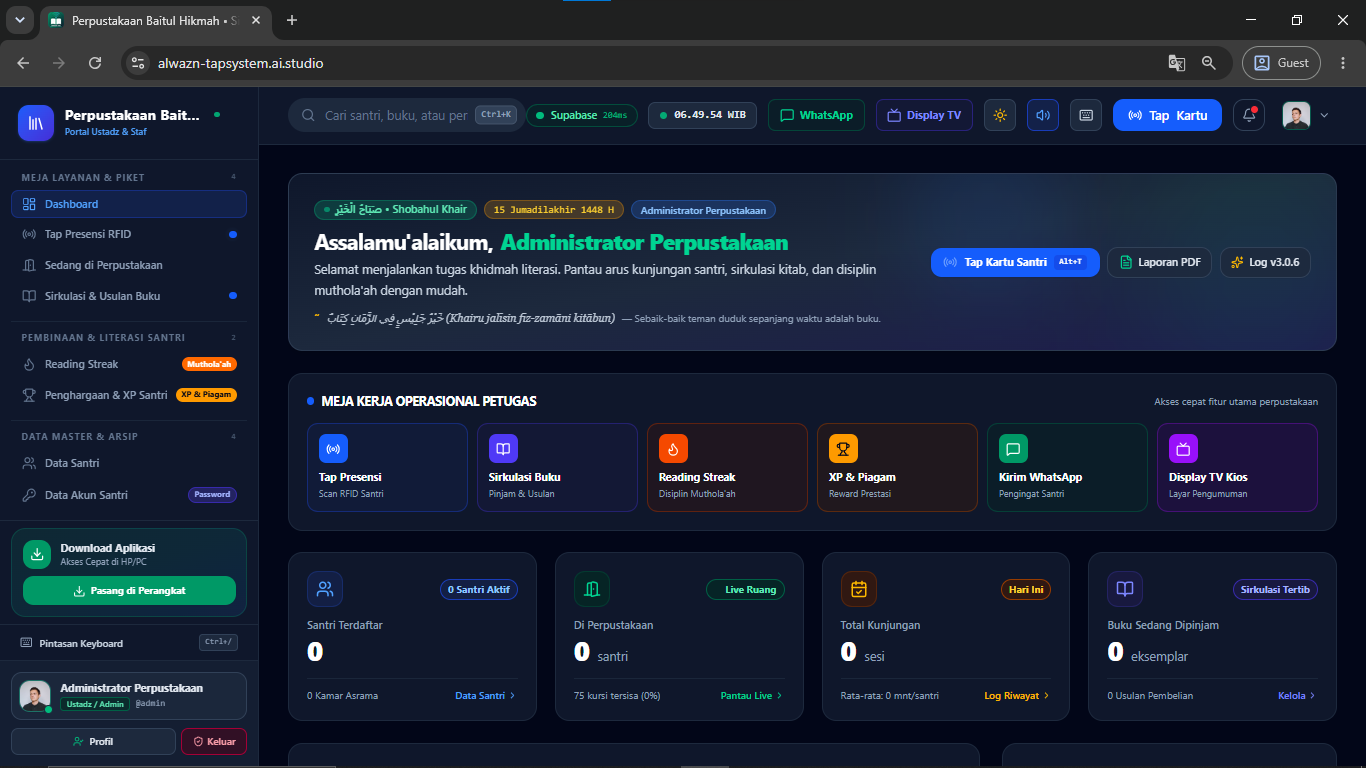 Perpustakaan Baitul Hikmah • S
alwazn-tapsystem.ai.studio
Guest
Perpustakaan Bait...
Portal Ustadz & Staf
Cari santri, buku, atau per
Ctrl+K
Supabase 204ms
06.49.54 WIB
WhatsApp
Display TV
Tap Kartu
MEJA LAYANAN & PIKET 4
Dashboard
Tap Presensi RFID
Sedang di Perpustakaan
Sirkulasi & Usulan Buku
PEMBINAAN & LITERASI SANTRI 2
Reading Streak Muthola'ah
Penghargaan & XP Santri XP & Piagam
DATA MASTER & ARSIP 4
Data Santri
Data Akun Santri Password
Download Aplikasi
Akses Cepat di HP/PC
Pasang di Perangkat
Pintasan Keyboard Ctrl+/
Administrator Perpustakaan
Ustadz / Admin @admin
Profil
Keluar
صَبَاحُ الْخَيْرِ • Shobahul Khair
15 Jumadilakhir 1448 H
Administrator Perpustakaan
Assalamu'alaikum, Administrator Perpustakaan
Selamat menjalankan tugas khidmah literasi. Pantau arus kunjungan santri, sirkulasi kitab, dan disiplin
muthola'ah dengan mudah.
" خَيْرُ جَلِيْسٍ فِي الزَّمَانِ كِتَابٌ (Khairu jalīsin fiz-zamāni kitābun) — Sebaik-baik teman duduk sepanjang waktu adalah buku.
Tap Kartu Santri Alt+T
Laporan PDF
Log v3.0.6
MEJA KERJA OPERASIONAL PETUGAS
Akses cepat fitur utama perpustakaan
Tap Presensi
Scan RFID Santri
Sirkulasi Buku
Pinjam & Usulan
Reading Streak
Disiplin Muthola'ah
XP & Piagam
Reward Prestasi
Kirim WhatsApp
Pengingat Santri
Display TV Kios
Layar Pengumuman
0 Santri Aktif
Santri Terdaftar
0
0 Kamar Asrama
Data Santri
Live Ruang
Di Perpustakaan
0 santri
75 kursi tersisa (0%)
Pantau Live
Hari Ini
Total Kunjungan
0 sesi
Rata-rata: 0 mnt/santri
Log Riwayat
Sirkulasi Tertib
Buku Sedang Dipinjam
0 eksemplar
0 Usulan Pembelian
Kelola